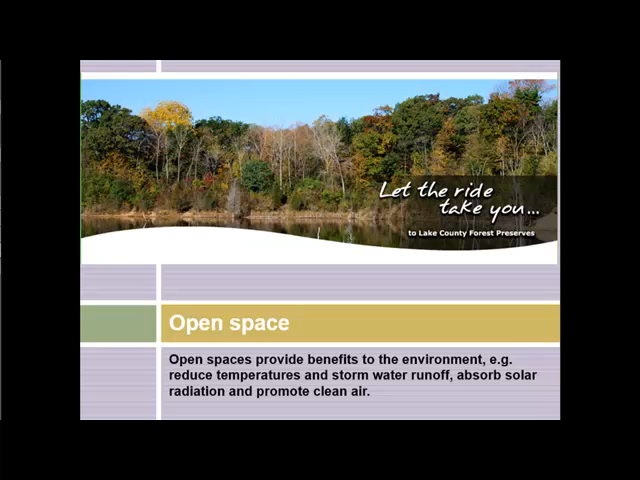 Let the ride
take you...
to Lake County Forest Preserves
Open space
Open spaces provide benefits to the environment, e.g.
reduce temperatures and storm water runoff, absorb solar
radiation and promote clean air.